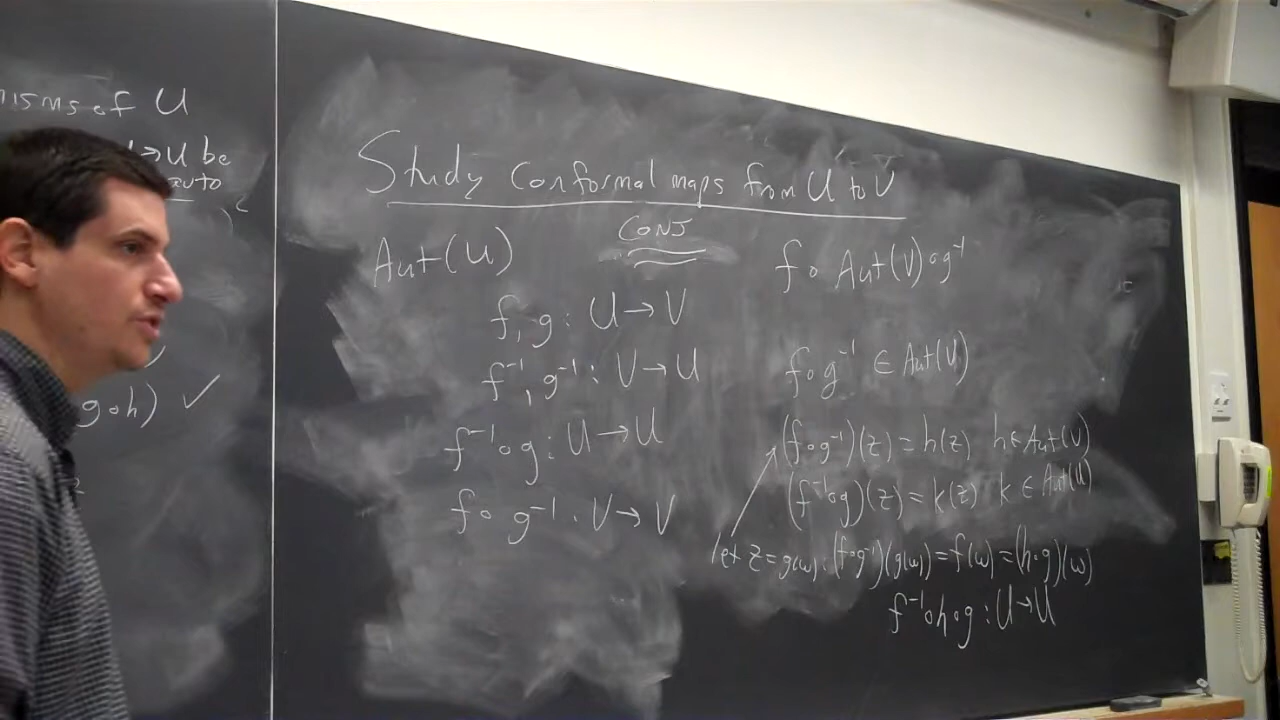 isms of U
→U be
auto
goh) ✓
Study Conformal maps from U to V
CONJ
Aut(U)
f, g: U → V
f⁻¹, g⁻¹: V → U
f⁻¹∘g: U → U
f∘g⁻¹: V → V
f∘Aut(V)∘g⁻¹
f∘g⁻¹ ∈ Aut(V)
(f∘g⁻¹)(z) = h(z) h∈Aut(V)
(f⁻¹∘g)(z) = k(z) k ∈ Aut(U)
let z = g(w): (f∘g⁻¹)(g(w)) = f(w) = (h∘g)(w)
f⁻¹∘h∘g: U→U